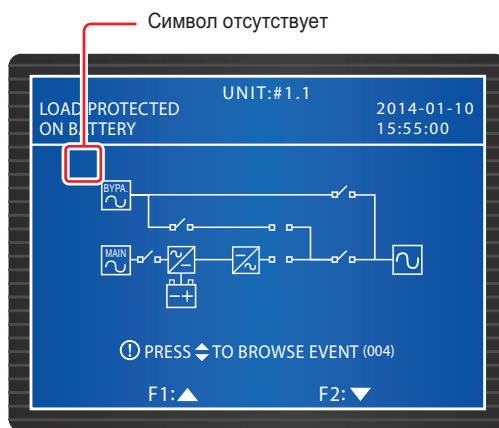 Символ отсутствует
UNIT:#1.1
LOAD PROTECTED
ON BATTERY
2014-01-10
15:55:00
BYPA.
MAIN
PRESS TO BROWSE EVENT (004)
F1: F2: